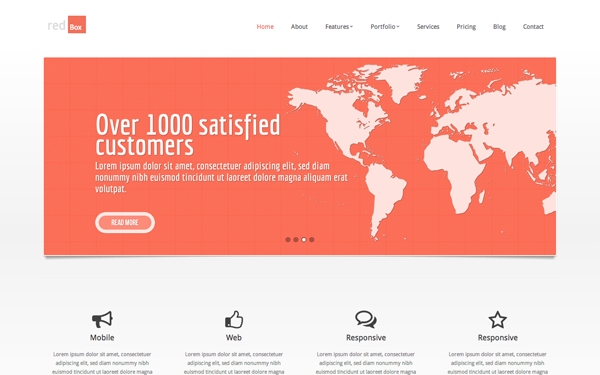 red Box
Home About Features Portfolio Services Pricing Blog Contact
Over 1000 satisfied
customers
Lorem ipsum dolor sit amet, consectetuer adipiscing elit, sed diam
nonummy nibh euismod tincidunt ut laoreet dolore magna aliquam erat
volutpat.
READ MORE
Mobile Web Responsive Responsive
Lorem ipsum dolor sit amet, consectetuer Lorem ipsum dolor sit amet, consectetuer Lorem ipsum dolor sit amet, consectetuer Lorem ipsum dolor sit amet, consectetuer
adipiscing elit, sed diam nonummy nibh adipiscing elit, sed diam nonummy nibh adipiscing elit, sed diam nonummy nibh adipiscing elit, sed diam nonummy nibh
euismod tincidunt ut laoreet dolore magna euismod tincidunt ut laoreet dolore magna euismod tincidunt ut laoreet dolore magna euismod tincidunt ut laoreet dolore magna